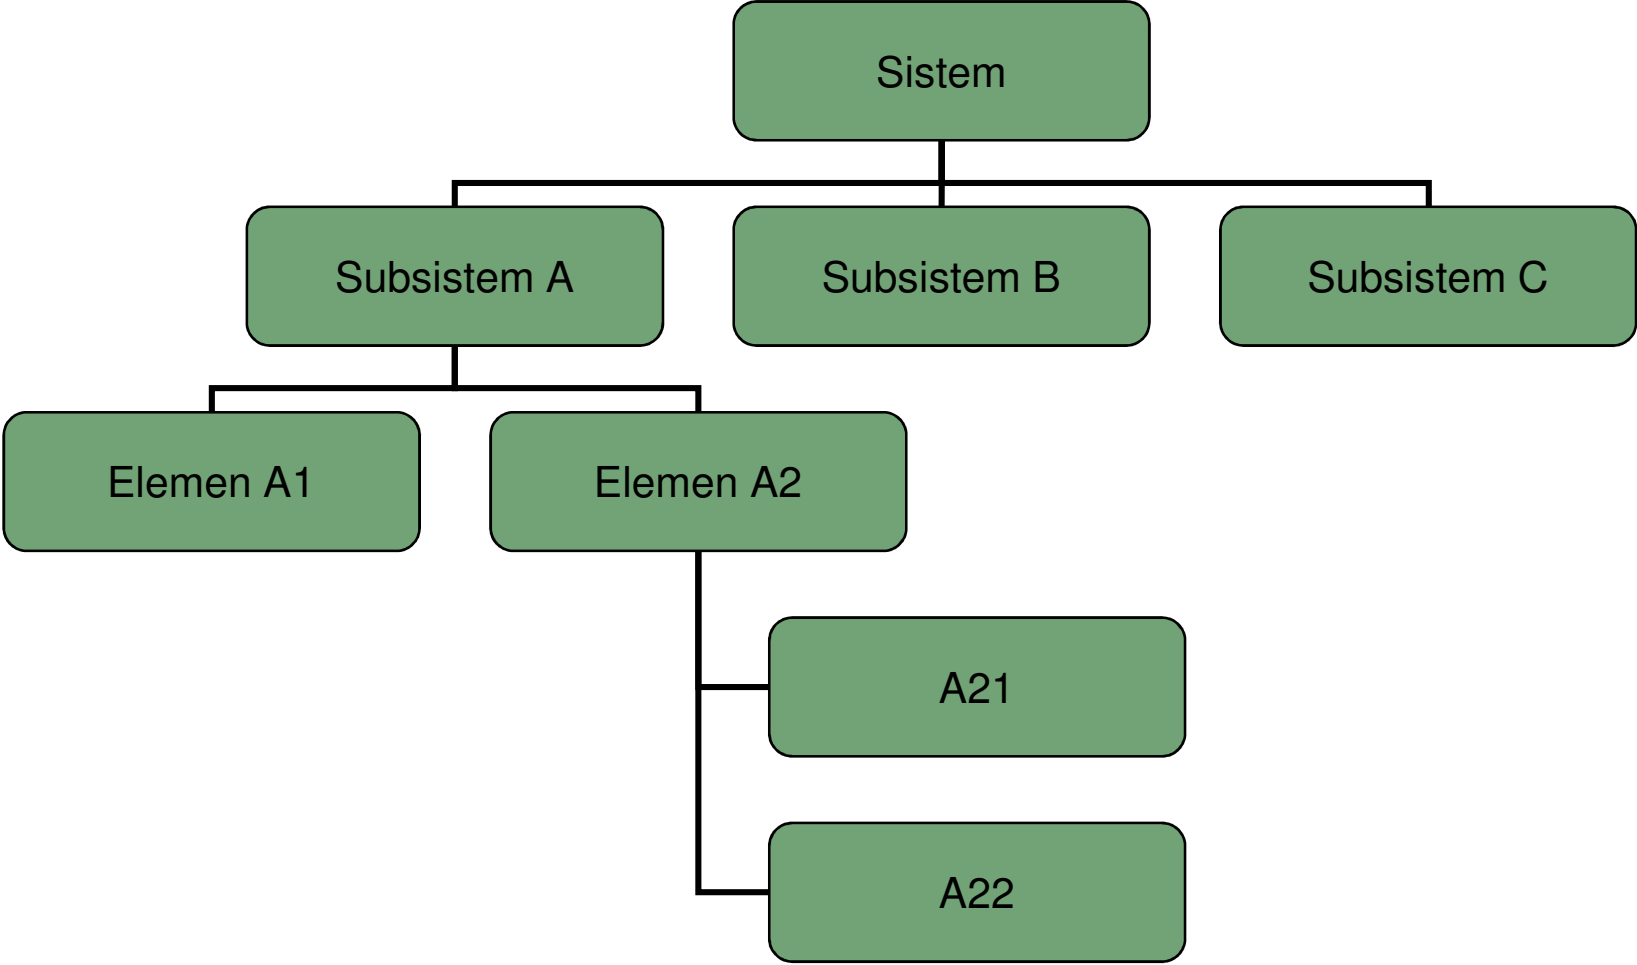 Sistem
Subsistem A
Subsistem B
Subsistem C
Elemen A1
Elemen A2
A21
A22